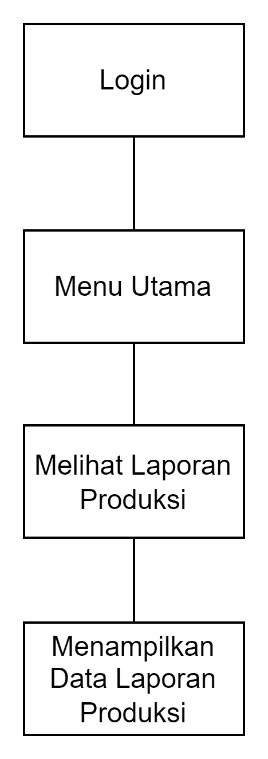 Login
Menu Utama
Melihat Laporan
Produksi
Menampilkan
Data Laporan
Produksi